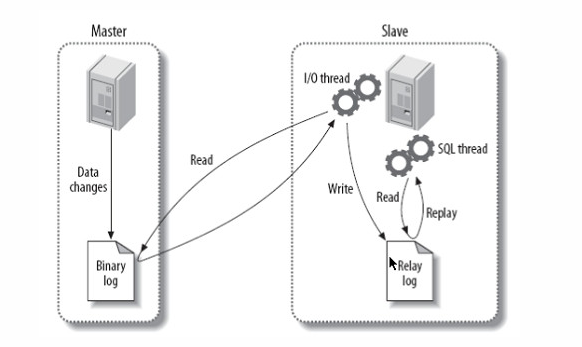 Master
Slave
I/O thread
SQL thread
Read
Data
changes
Write
Read
Replay
Binary
log
Relay
log